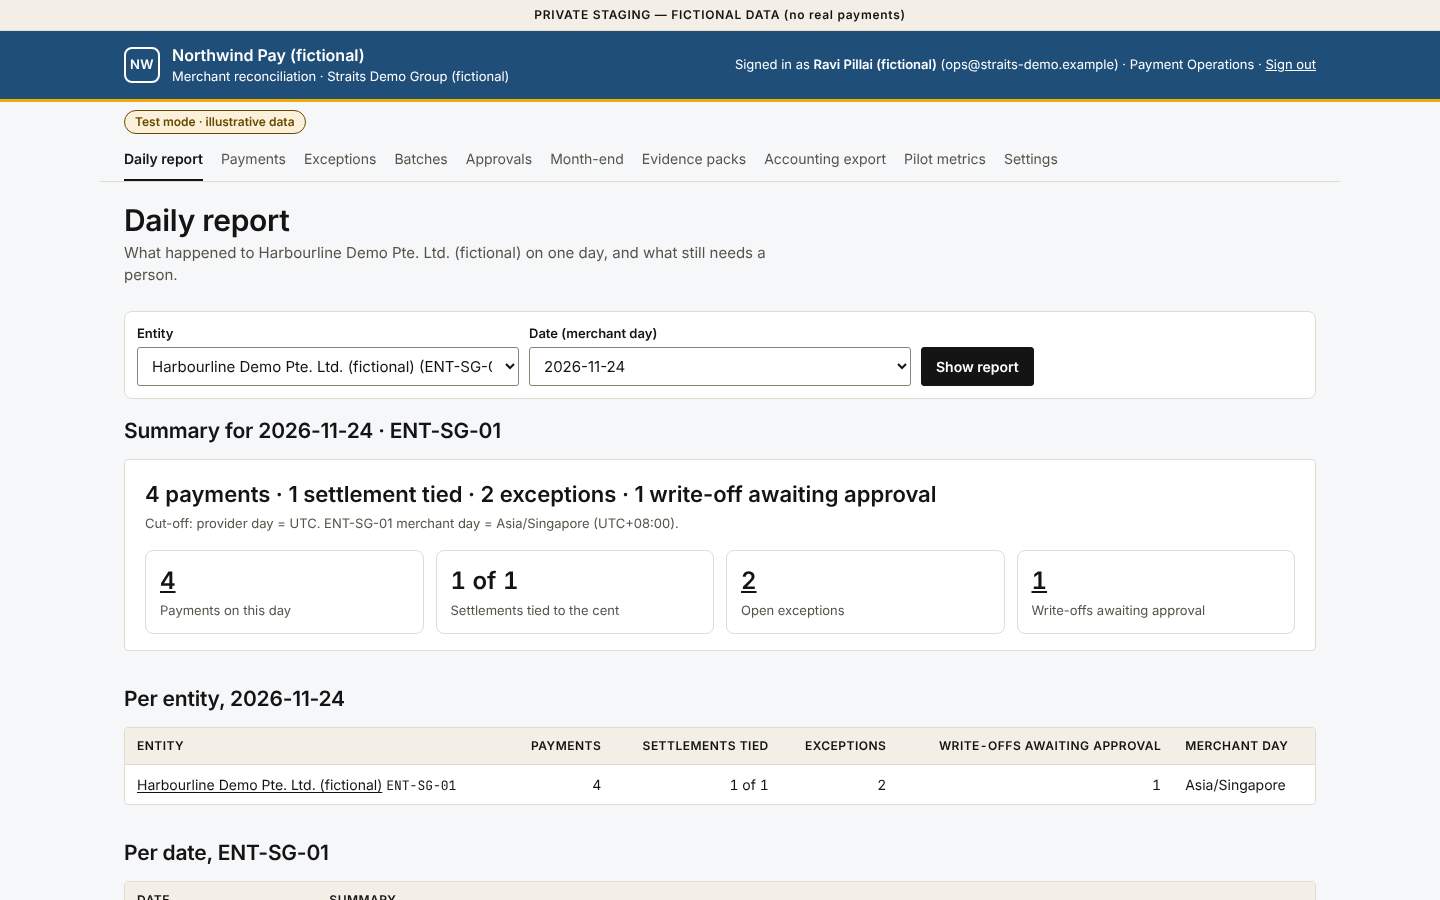 PRIVATE STAGING — FICTIONAL DATA (no real payments)
NW
Northwind Pay (fictional)
Merchant reconciliation · Straits Demo Group (fictional)
Signed in as Ravi Pillai (fictional) (ops@straits-demo.example) · Payment Operations · Sign out
Test mode · illustrative data
Daily report Payments Exceptions Batches Approvals Month-end Evidence packs Accounting export Pilot metrics Settings
Daily report
What happened to Harbourline Demo Pte. Ltd. (fictional) on one day, and what still needs a
person.
Entity
Date (merchant day)
Harbourline Demo Pte. Ltd. (fictional) (ENT-SG-
2026-11-24
Show report
Summary for 2026-11-24 · ENT-SG-01
4 payments · 1 settlement tied · 2 exceptions · 1 write-off awaiting approval
Cut-off: provider day = UTC. ENT-SG-01 merchant day = Asia/Singapore (UTC+08:00).
4
Payments on this day
1 of 1
Settlements tied to the cent
2
Open exceptions
1
Write-offs awaiting approval
Per entity, 2026-11-24
ENTITY PAYMENTS SETTLEMENTS TIED EXCEPTIONS WRITE-OFFS AWAITING APPROVAL MERCHANT DAY
Harbourline Demo Pte. Ltd. (fictional) ENT-SG-01 4 1 of 1 2 1 Asia/Singapore
Per date, ENT-SG-01
DATE SUMMARY